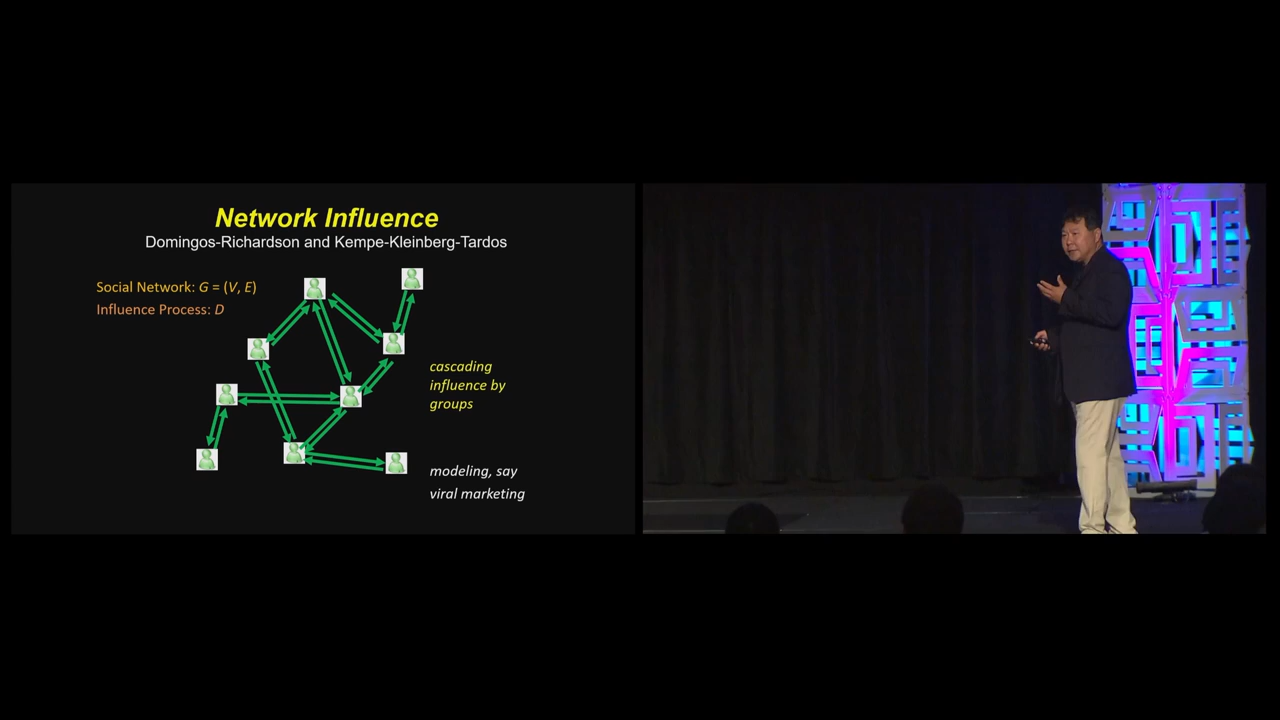 Network Influence
Domingos-Richardson and Kempe-Kleinberg-Tardos
Social Network: G = (V, E)
Influence Process: D
cascading
influence by
groups
modeling, say
viral marketing